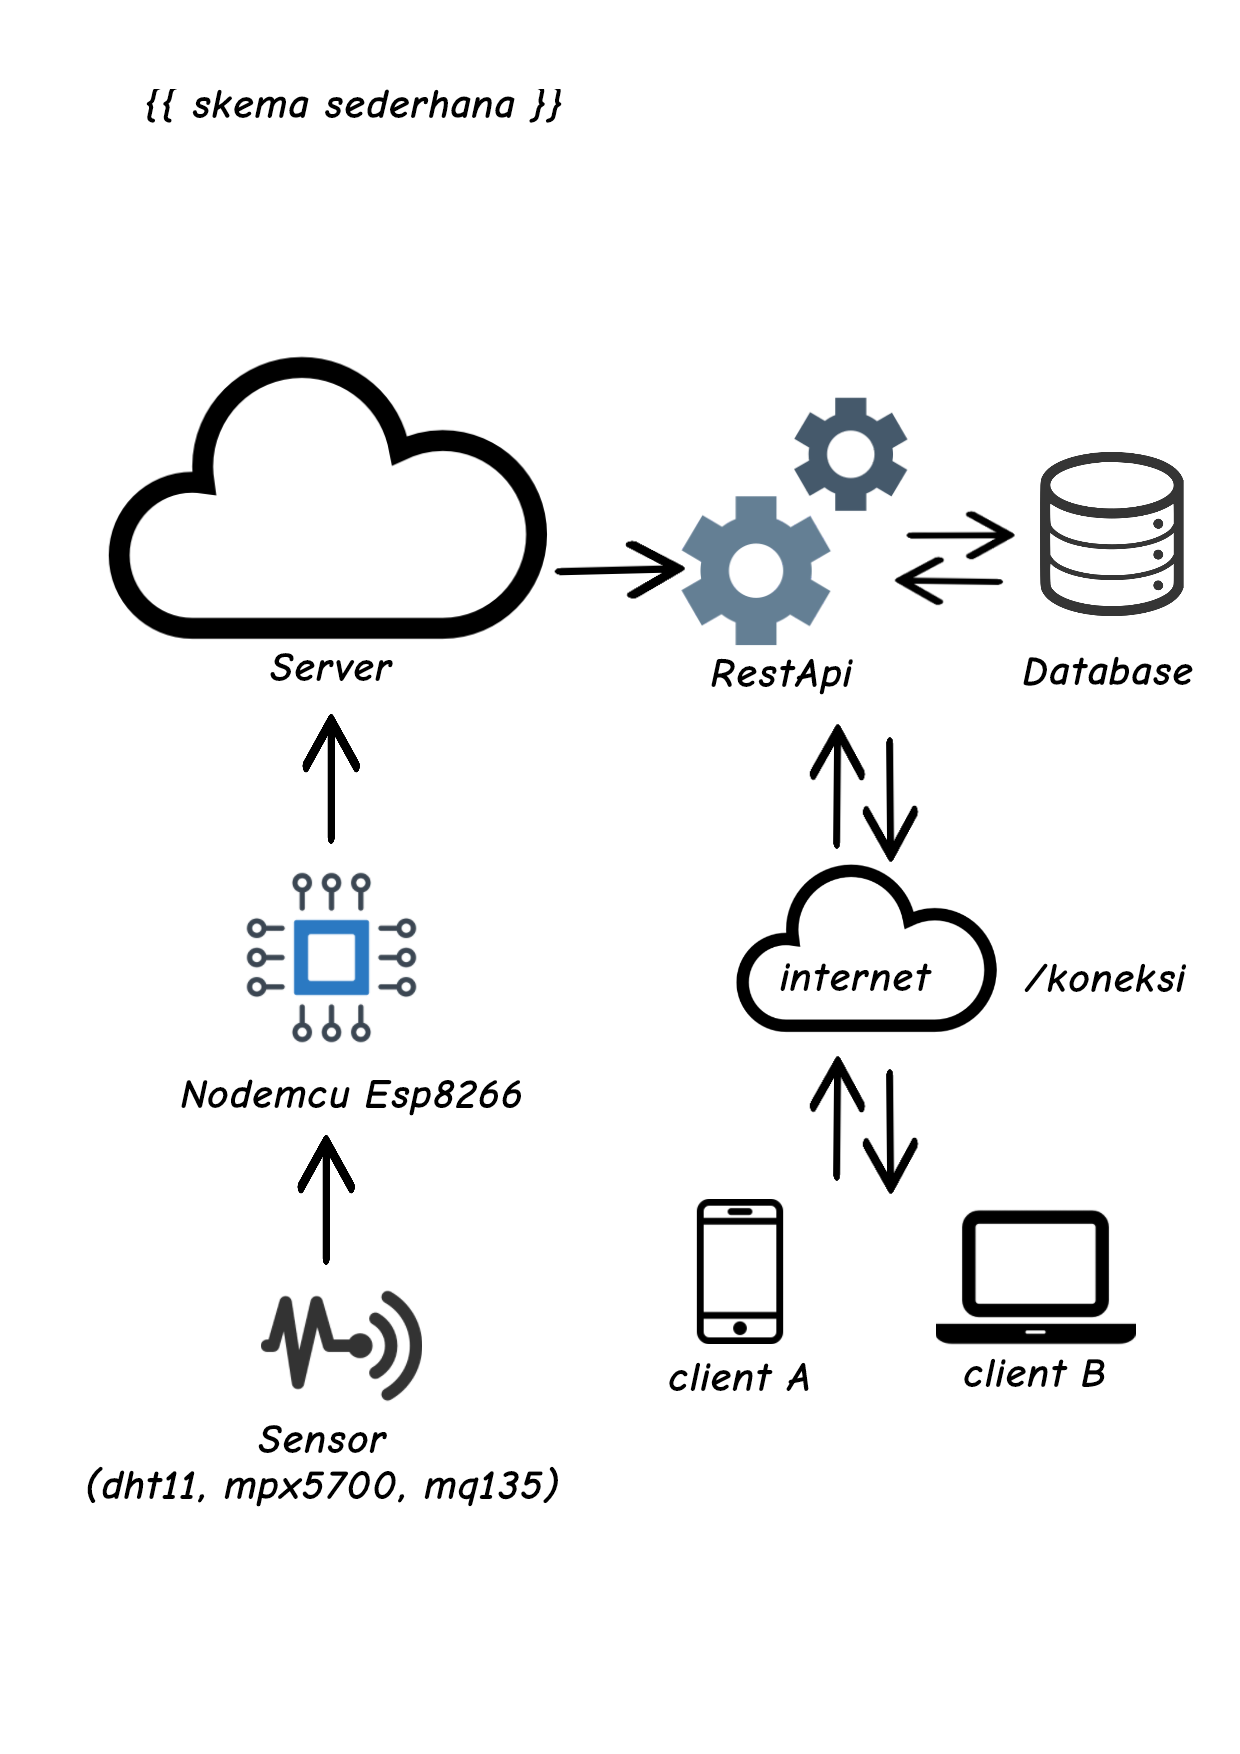 {{ skema sederhana }}
Server
RestApi
Database
internet
/koneksi
Nodemcu Esp8266
client A
client B
Sensor
(dht11, mpx5700, mq135)